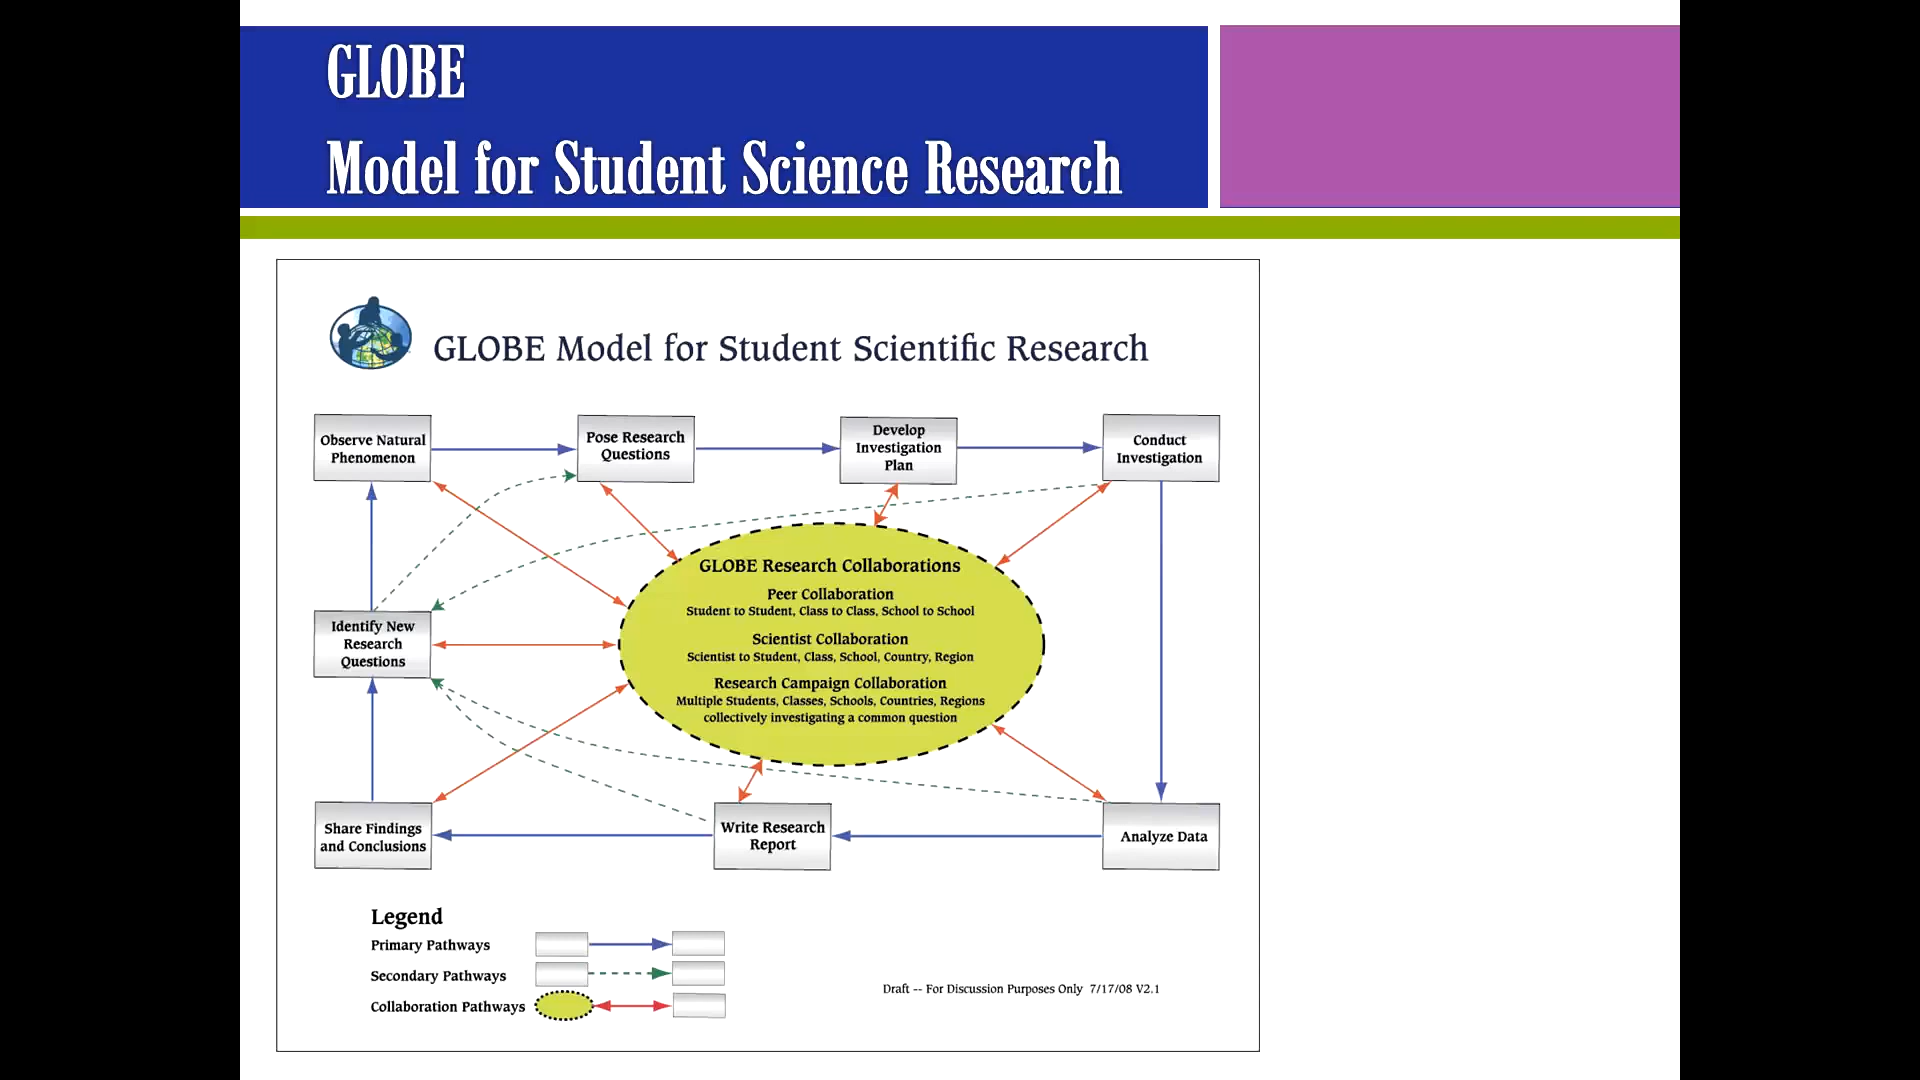 GLOBE
Model for Student Science Research
GLOBE Model for Student Scientific Research
Observe Natural
Phenomenon
Pose Research
Questions
Develop
Investigation
Plan
Conduct
Investigation
GLOBE Research Collaborations
Peer Collaboration
Student to Student, Class to Class, School to School
Scientist Collaboration
Scientist to Student, Class, School, Country, Region
Research Campaign Collaboration
Multiple Students, Classes, Schools, Countries, Regions
collectively investigating a common question
Identify New
Research
Questions
Share Findings
and Conclusions
Write Research
Report
Analyze Data
Legend
Primary Pathways
Secondary Pathways
Collaboration Pathways
Draft -- For Discussion Purposes Only 7/17/08 V2.1